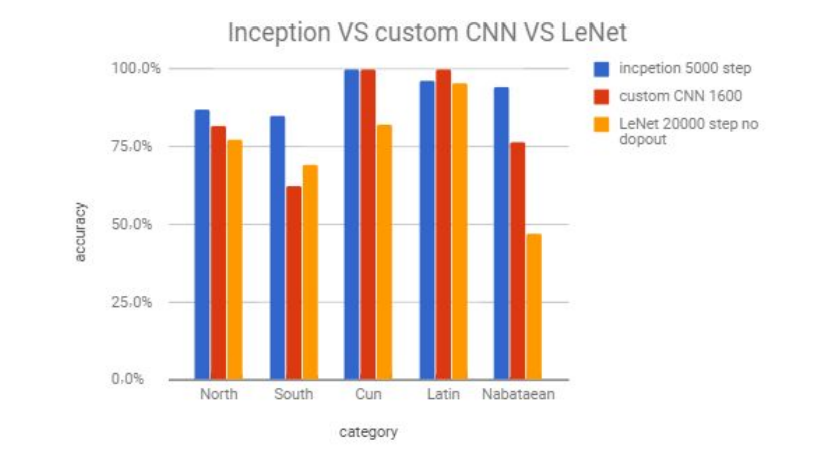 Inception VS custom CNN VS LeNet
100.0%
75.0%
50.0%
25.0%
0.0%
accuracy
North South Cun Latin Nabataean
category
incpetion 5000 step
custom CNN 1600
LeNet 20000 step no
dopout